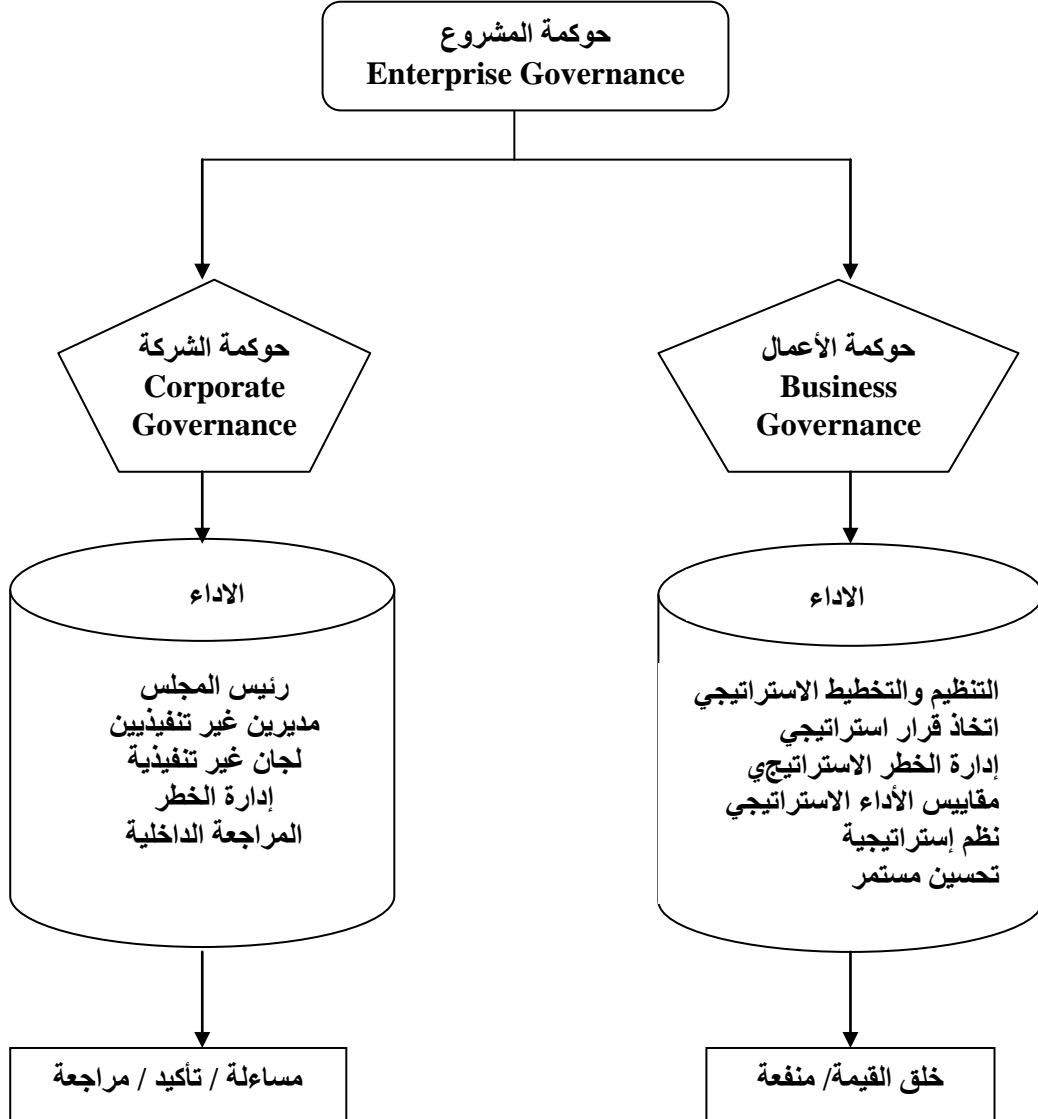 حوكمة المشروع
Enterprise Governance
حوكمة الشركة
Corporate
Governance
حوكمة الأعمال
Business
Governance
الاداء
رئيس المجلس
مديرين غير تنفيذيين
لجان غير تنفيذية
إدارة الخطر
المراجعة الداخلية
الاداء
التنظيم والتخطيط الاستراتيجي
اتخاذ قرار استراتيجي
إدارة الخطر الاستراتيجي
مقاييس الأداء الاستراتيجي
نظم إستراتيجية
تحسين مستمر
مساءلة / تأكيد / مراجعة
خلق القيمة/ منفعة